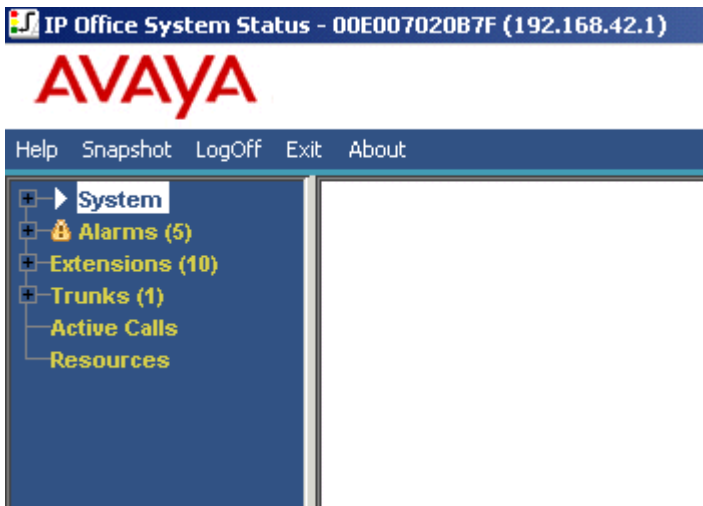 IP Office System Status - 00E007020B7F (192.168.42.1)
AVAYA
Help Snapshot LogOff Exit About
System
Alarms (5)
Extensions (10)
Trunks (1)
Active Calls
Resources